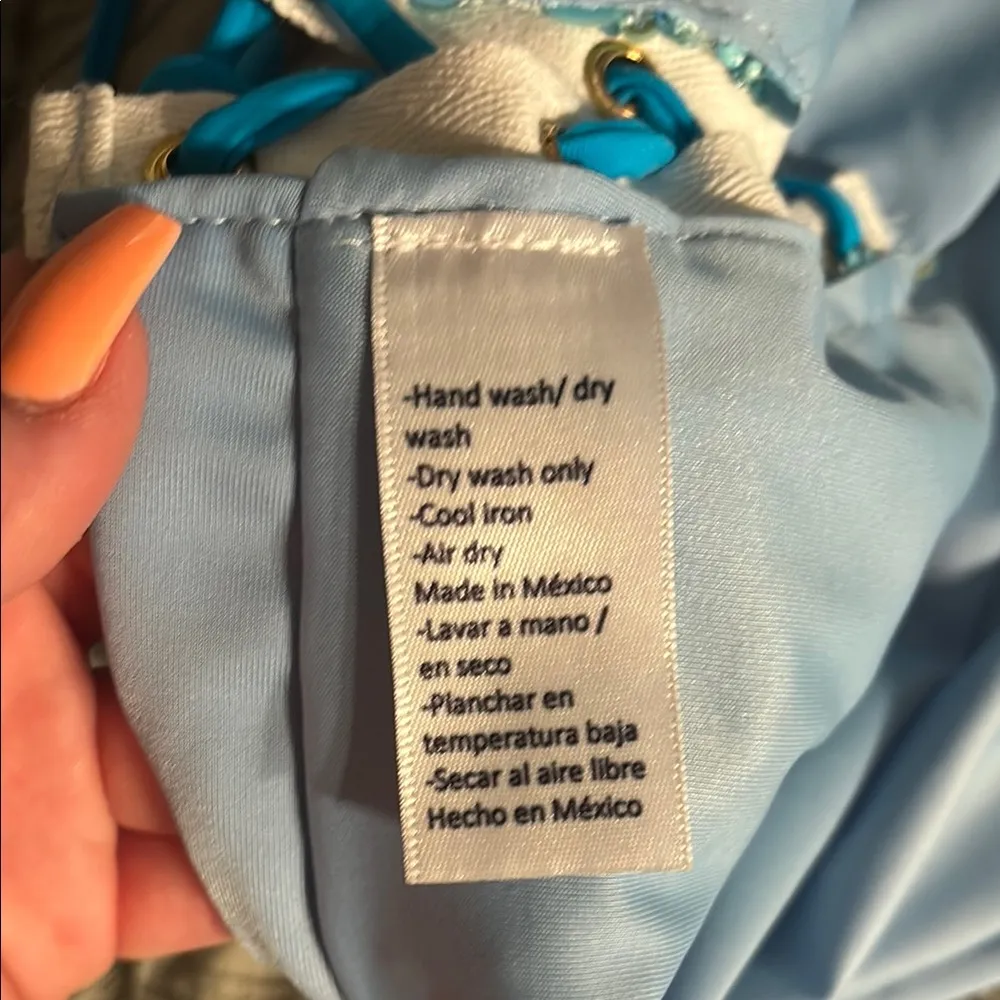 -Hand wash/ dry
wash
-Dry wash only
-Cool iron
-Air dry
Made in México
-Lavar a mano /
en seco
-Planchar en
temperatura baja
-Secar al aire libre
Hecho en México